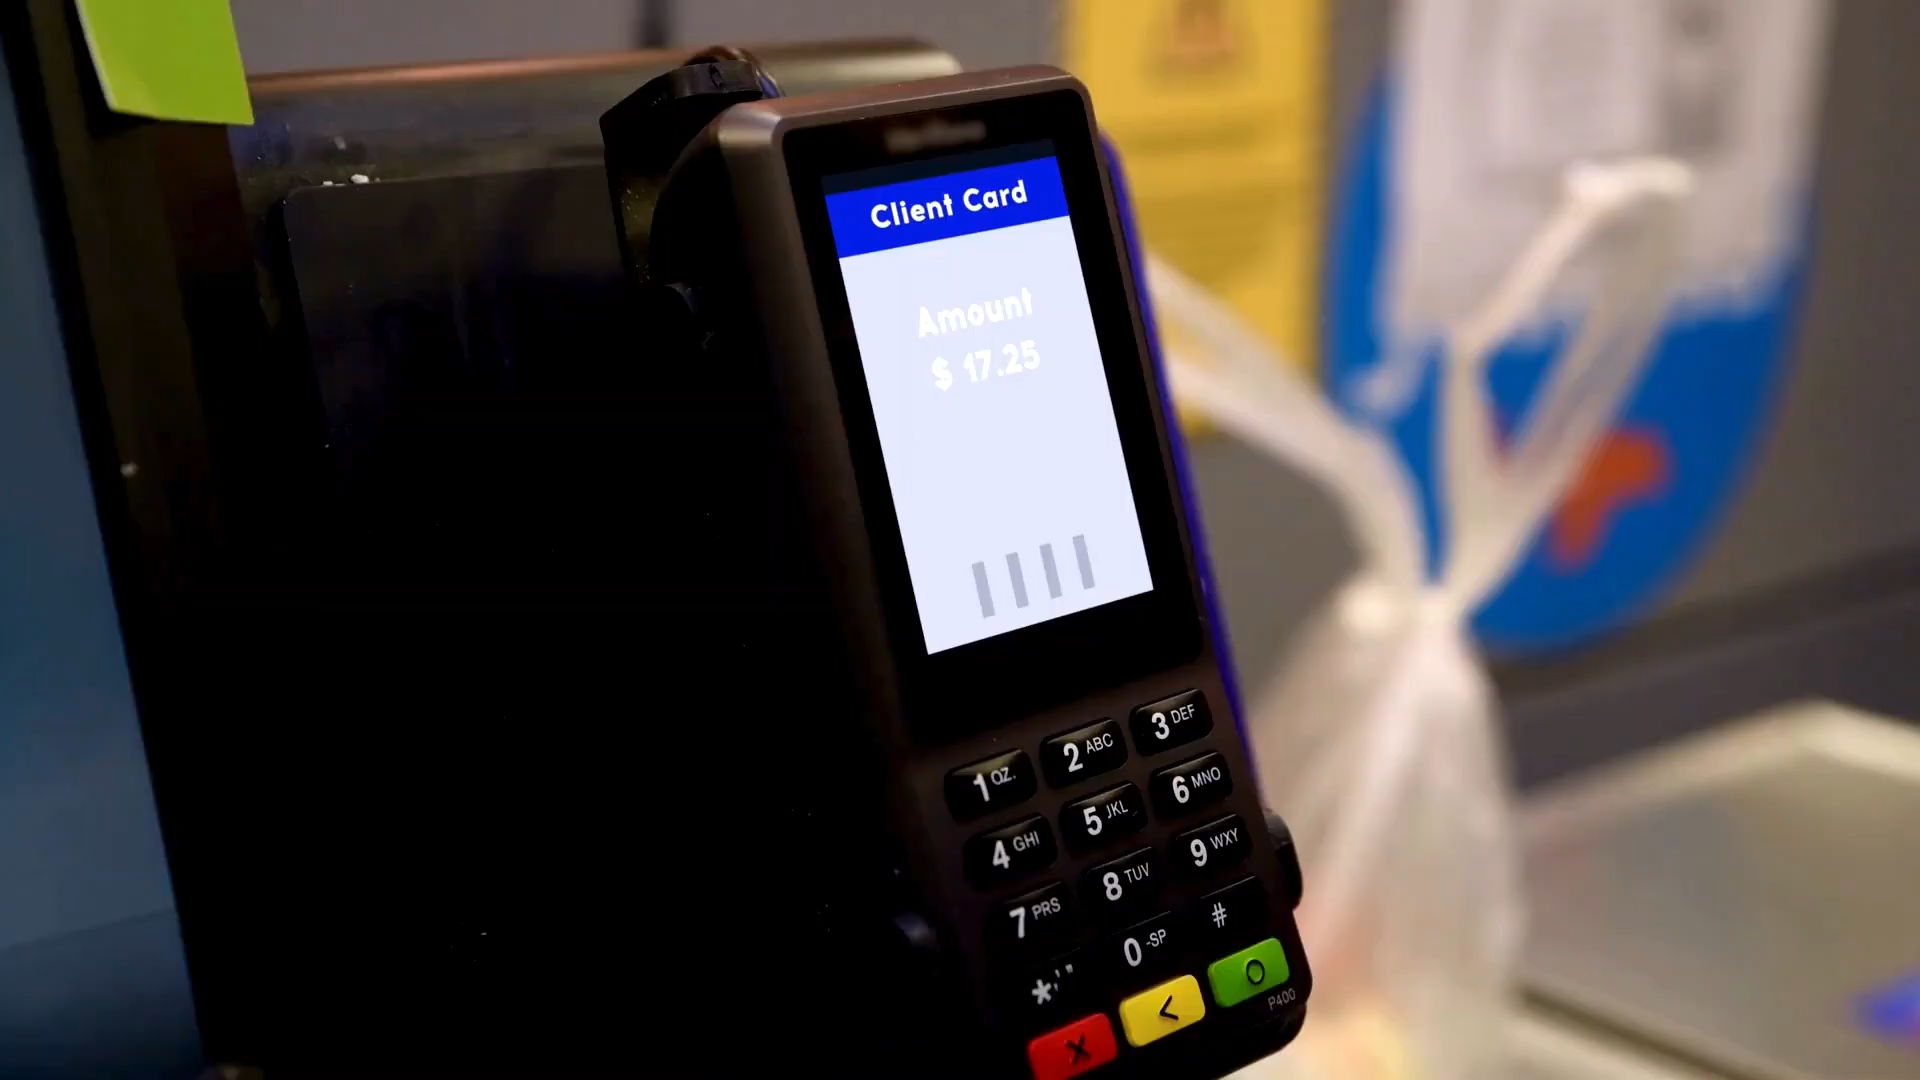 Client Card
Amount
$ 17.25
1 QZ.
2 ABC
3 DEF
4 GHI
5 JKL
6 MNO
7 PRS
8 TUV
9 WXY
*'"
0 -SP
#
X
<
O
P400